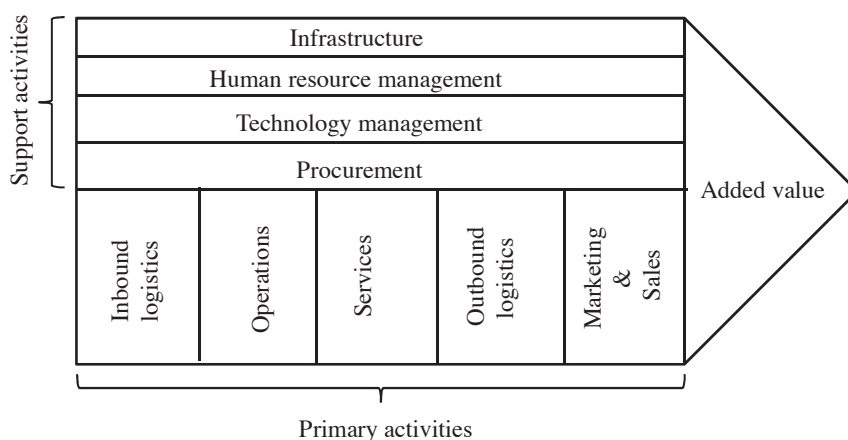 Support activities
Infrastructure
Human resource management
Technology management
Procurement
Added value
Inbound
logistics
Operations
Services
Outbound
logistics
Marketing
&
Sales
Primary activities